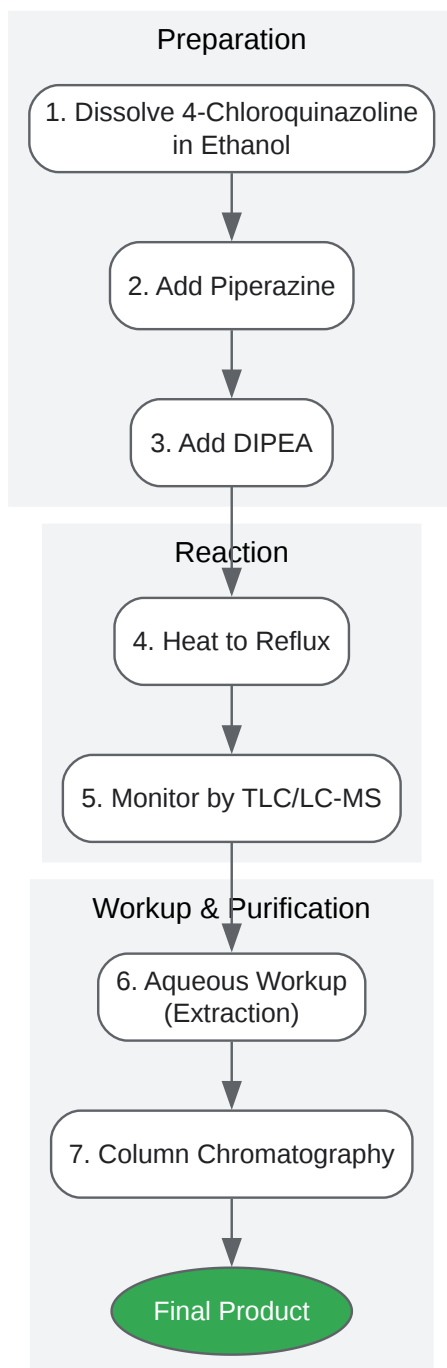 Preparation
1. Dissolve 4-Chloroquinazoline
in Ethanol
2. Add Piperazine
3. Add DIPEA
Reaction
4. Heat to Reflux
5. Monitor by TLC/LC-MS
Workup & Purification
6. Aqueous Workup
(Extraction)
7. Column Chromatography
Final Product